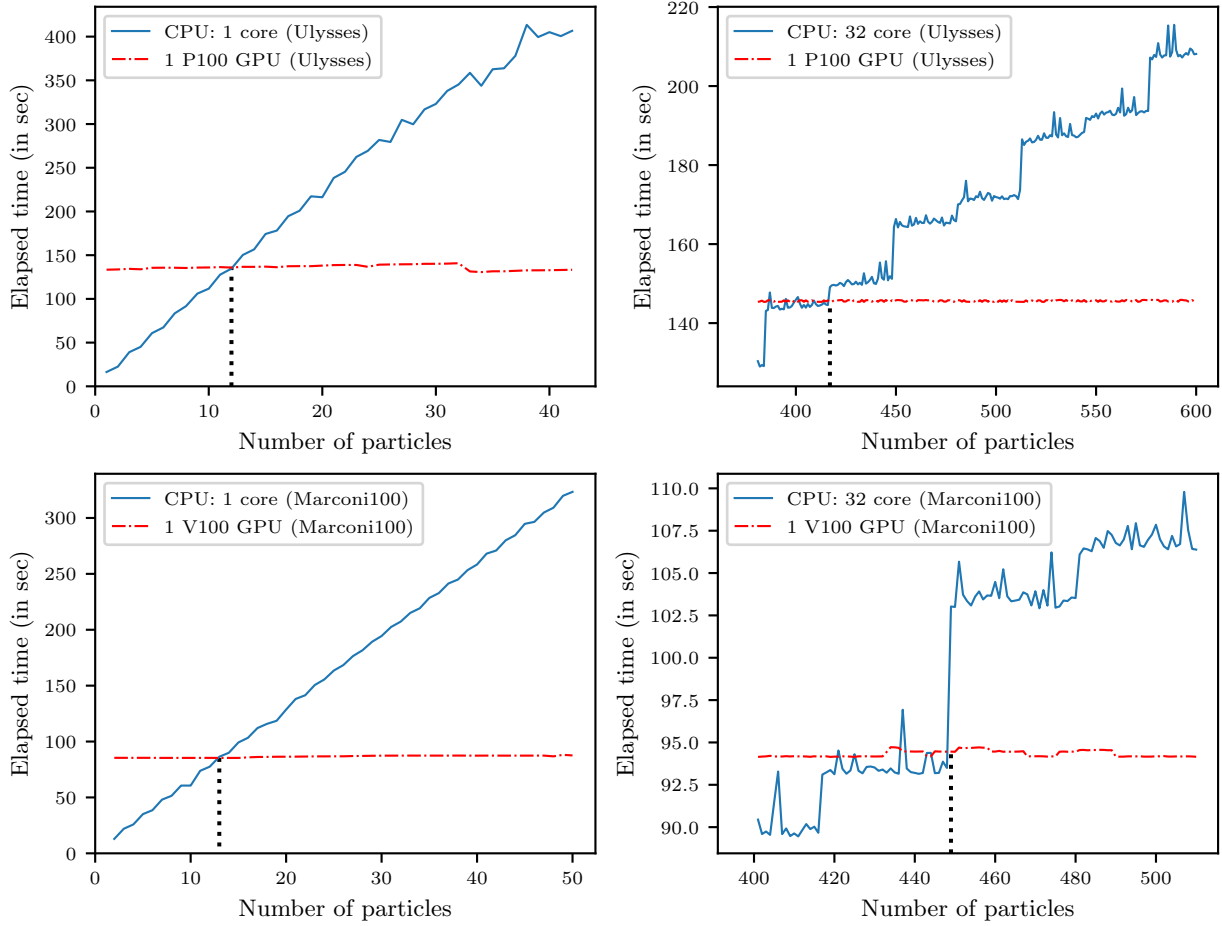 CPU: 1 core (Ulysses)
1 P100 GPU (Ulysses)
Elapsed time (in sec)
400
350
300
250
200
150
100
50
0
0 10 20 30 40
Number of particles
CPU: 32 core (Ulysses)
1 P100 GPU (Ulysses)
Elapsed time (in sec)
220
200
180
160
140
400 450 500 550 600
Number of particles
CPU: 1 core (Marconi100)
1 V100 GPU (Marconi100)
Elapsed time (in sec)
300
250
200
150
100
50
0
0 10 20 30 40 50
Number of particles
CPU: 32 core (Marconi100)
1 V100 GPU (Marconi100)
Elapsed time (in sec)
110.0
107.5
105.0
102.5
100.0
97.5
95.0
92.5
90.0
400 420 440 460 480 500
Number of particles